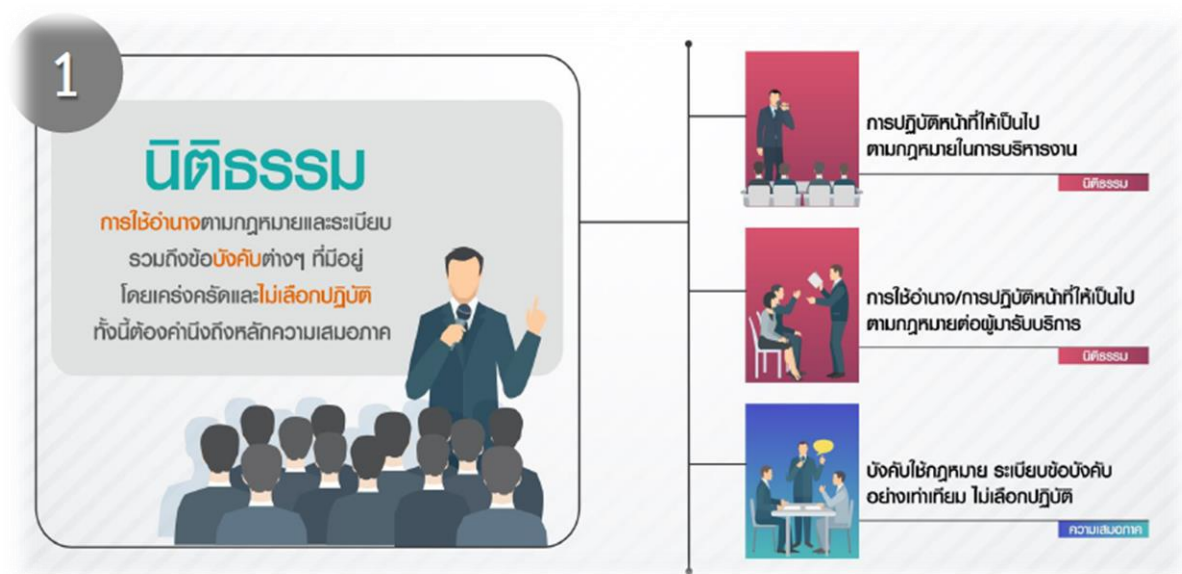 1
นิติธรรม
การใช้อำนาจตามกฎหมายและระเบียบ
รวมถึงข้อบังคับต่างๆ ที่มีอยู่
โดยเคร่งครัดและไม่เลือกปฏิบัติ
ทั้งนี้ต้องคำนึงถึงหลักความเสมอภาค
การปฏิบัติหน้าที่ให้เป็นไป
ตามกฎหมายในการบริหารงาน
นิติธรรม
การใช้อำนาจ/การปฏิบัติหน้าที่ให้เป็นไป
ตามกฎหมายต่อผู้มารับบริการ
นิติธรรม
บังคับใช้กฎหมาย ระเบียบข้อบังคับ
อย่างเท่าเทียม ไม่เลือกปฏิบัติ
ความเสมอภาค